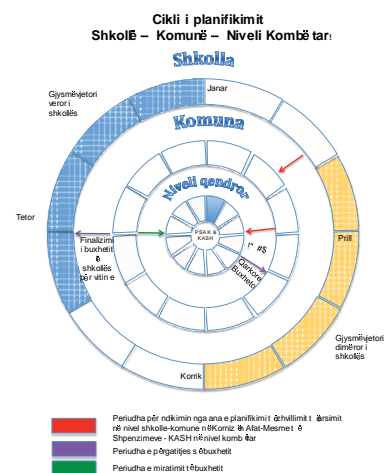 Cikli i planifikimit
Shkollë – Komunë – Niveli Kombëtar
Shkolla
Janar
Gjysmëvjetori
veror i
shkollës
Komuna
Niveli qendror
Tetor
PSAK &
KASH
Prill
Finalizimi
i buxhetit
të
shkollës
për vitin e
Qarkore
Buxhetore
Gjysmëvjetori
dimëror i
shkollës
Korrik
Periudha për ndikimin nga ana e planifikimit të zhvillimit të arsimit
në nivel shkolle-komune në Kornizën Afat-Mesme të
Shpenzimeve - KASH në nivel kombëtar
Periudha e përgatitjes së buxhetit
Periudha e miratimit të buxhetit